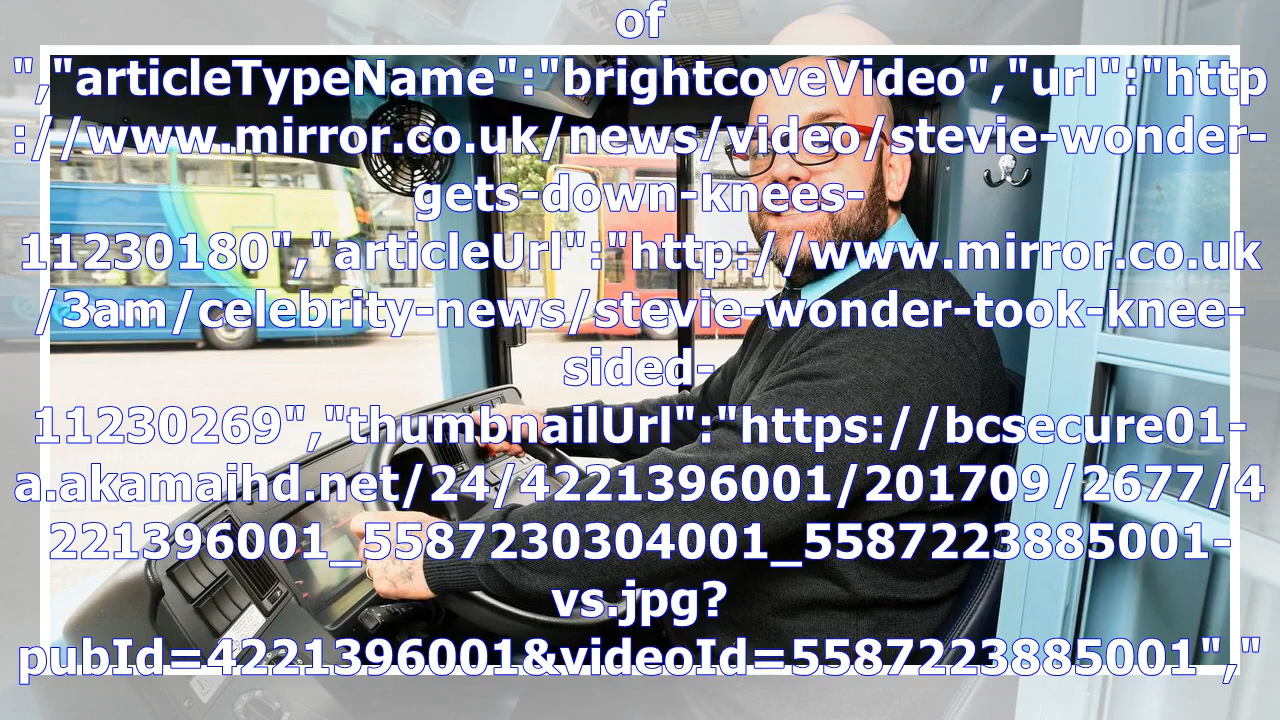 of
","articleTypeName":"brightcoveVideo","url":"http
://www.mirror.co.uk/news/video/stevie-wonder-
gets-down-knees-
11230180","articleUrl":"http://www.mirror.co.uk
/3am/celebrity-news/stevie-wonder-took-knee-
sided-
11230269","thumbnailUrl":"https://bcsecure01-
a.akamaihd.net/24/4221396001/201709/2677/4
221396001_5587230304001_5587223885001-
vs.jpg?
pubId=4221396001&videoId=5587223885001","